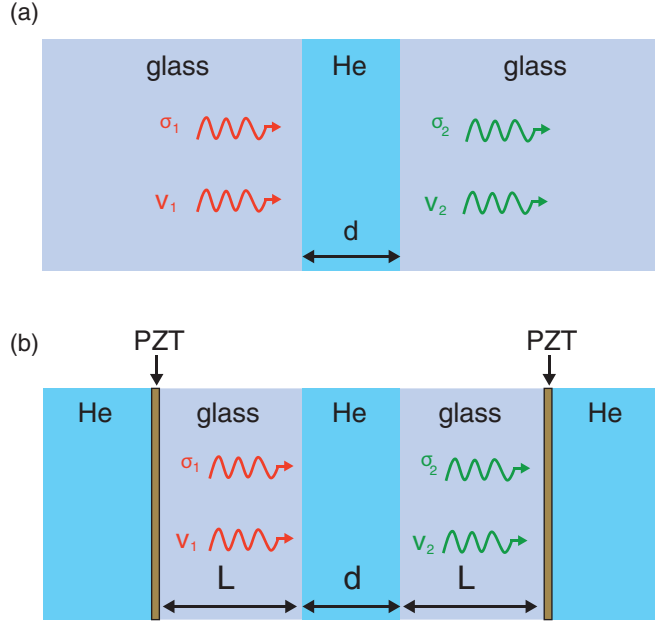 (a)
glass He glass
σ1 σ2
v1 v2
d
(b)
PZT PZT
He glass He glass He
σ1 σ2
v1 v2
L d L